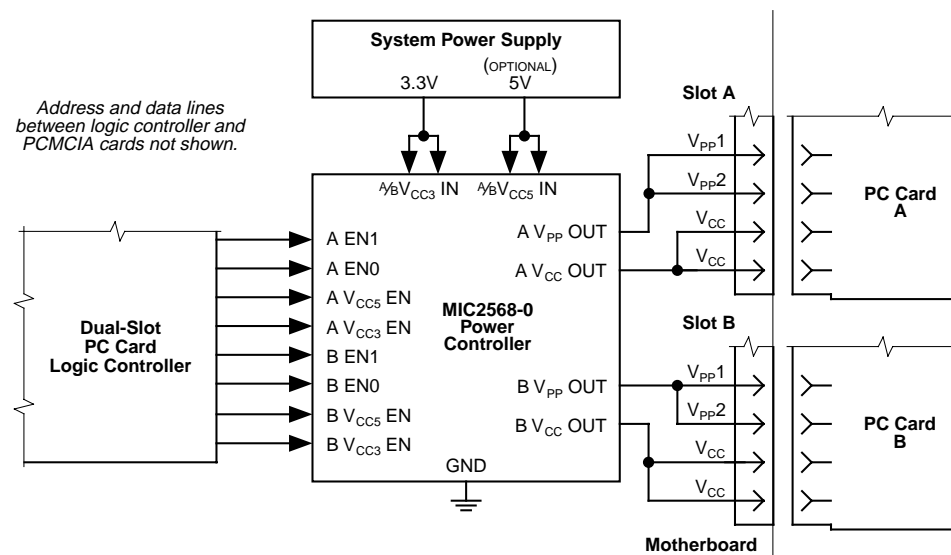 System Power Supply
(OPTIONAL)
3.3V 5V
Address and data lines
between logic controller and
PCMCIA cards not shown.
A/BVCC3 IN A/BVCC5 IN
Dual-Slot
PC Card
Logic Controller
A EN1
A EN0
A VCC5 EN
A VCC3 EN
B EN1
B EN0
B VCC5 EN
B VCC3 EN
MIC2568-0
Power
Controller
A VPP OUT
A VCC OUT
B VPP OUT
B VCC OUT
GND
Slot A
VPP1
VPP2
VCC
VCC
PC Card
A
Slot B
VPP1
VPP2
VCC
VCC
PC Card
B
Motherboard